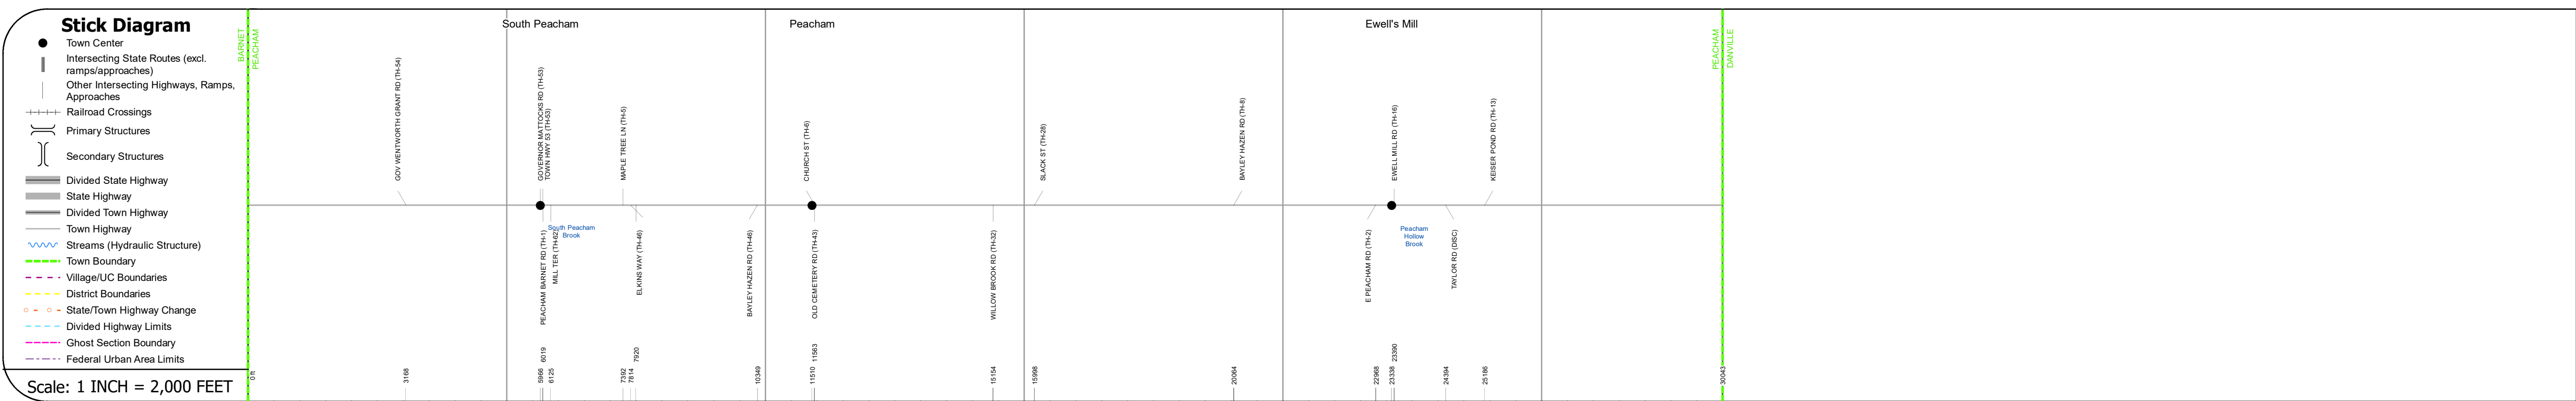 Stick Diagram
Town Center
Intersecting State Routes (excl.
ramps/approaches)
Other Intersecting Highways, Ramps,
Approaches
Railroad Crossings
Primary Structures
Secondary Structures
Divided State Highway
State Highway
Divided Town Highway
Town Highway
Streams (Hydraulic Structure)
Town Boundary
Village/UC Boundaries
District Boundaries
State/Town Highway Change
Divided Highway Limits
Ghost Section Boundary
Federal Urban Area Limits
Scale: 1 INCH = 2,000 FEET
South Peacham
Peacham
Ewell's Mill
BARNET
PEACHAM
GOV WENTWORTH GRANT RD (TH-54)
GOVERNOR MATTOCKS RD (TH-53)
TOWN HWY 53 (TH-53)
MAPLE TREE LN (TH-5)
CHURCH ST (TH-6)
SLACK ST (TH-28)
BAYLEY HAZEN RD (TH-8)
EWELL MILL RD (TH-16)
KEISER POND RD (TH-13)
PEACHAM
DANVILLE
PEACHAM BARNET RD (TH-1)
MILL TER (TH-62)
South Peacham
Brook
ELKINS WAY (TH-46)
BAYLEY HAZEN RD (TH-46)
OLD CEMETERY RD (TH-43)
WILLOW BROOK RD (TH-32)
E PEACHAM RD (TH-2)
Peacham
Hollow
Brook
TAYLOR RD (DISC)
0 ft
3168
5966
6019
6125
7392
7814
7920
10349
11510
11563
15154
15998
20064
22968
23338
23390
24394
25186
30043